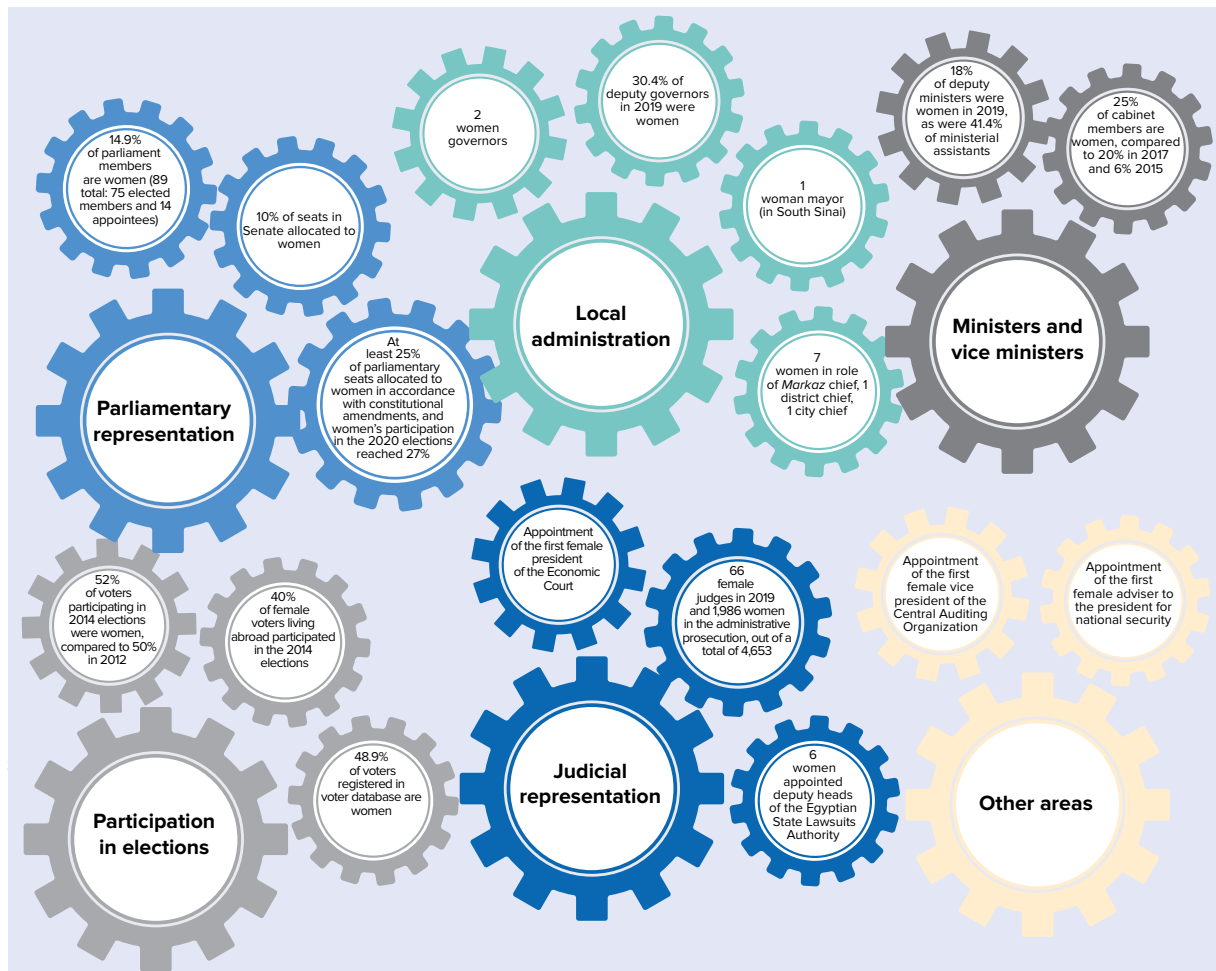 Parliamentary
representation
14.9%
of parliament
members
are women (89
total: 75 elected
members and 14
appointees)
10% of seats in
Senate allocated to
women
At
least 25%
of parliamentary
seats allocated to
women in accordance
with constitutional
amendments, and
women's participation
in the 2020 elections
reached 27%
Local
administration
2
women
governors
30.4% of
deputy governors
in 2019 were
women
1
woman mayor
(in South Sinai)
7
women in role
of Markaz chief, 1
district chief,
1 city chief
Ministers and
vice ministers
18%
of deputy
ministers were
women in 2019,
as were 41.4%
of ministerial
assistants
25%
of cabinet
members are
women, compared
to 20% in 2017
and 6% 2015
Participation
in elections
52%
of voters
participating in
2014 elections
were women,
compared to 50%
in 2012
40%
of female
voters living
abroad participated
in the 2014
elections
48.9%
of voters
registered in
voter database are
women
Judicial
representation
Appointment
of the first female
president
of the Economic
Court
66
female
judges in 2019
and 1,986 women
in the administrative
prosecution, out of a
total of 4,653
6
women
appointed
deputy heads
of the Egyptian
State Lawsuits
Authority
Other areas
Appointment
of the first
female vice
president of the
Central Auditing
Organization
Appointment
of the first
female adviser to
the president for
national security